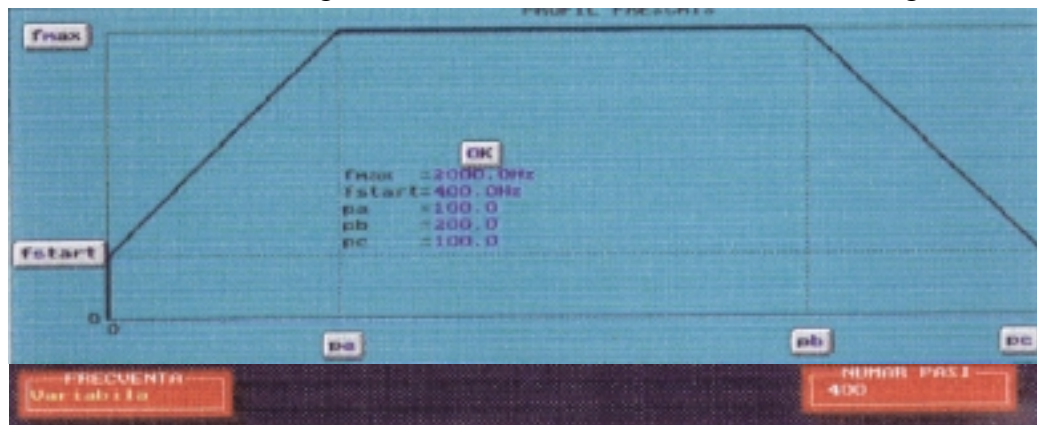 PROFIL PRESCRIS
fmax
OK
fmax =2000.0Hz
fstart=400.0Hz
pa =100.0
pb =200.0
pc =100.0
fstart
0
0
pa
pb
pc
FRECVENTA
Variabila
NUMAR PASI
400